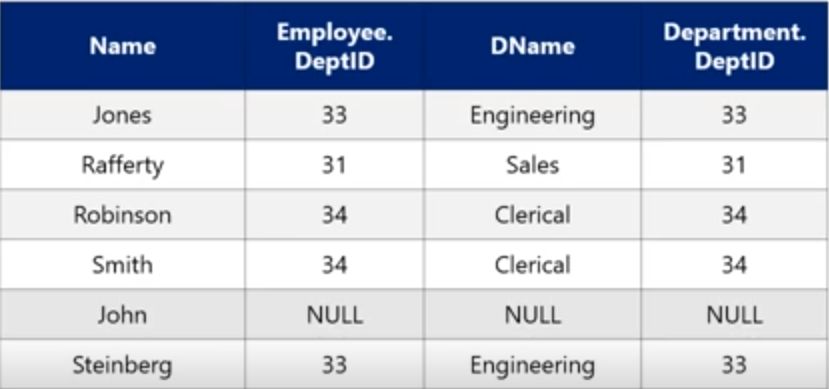 Name Employee. DeptID DName Department. DeptID
Jones 33 Engineering 33
Rafferty 31 Sales 31
Robinson 34 Clerical 34
Smith 34 Clerical 34
John NULL NULL NULL
Steinberg 33 Engineering 33